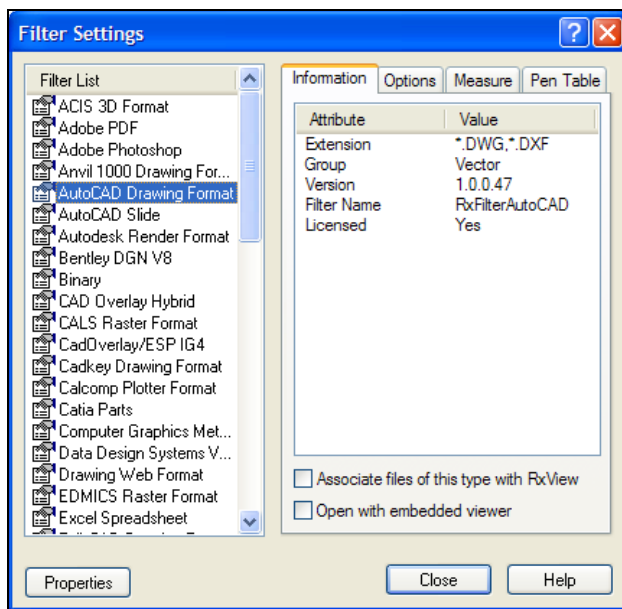 Filter Settings
Filter List
ACIS 3D Format
Adobe PDF
Adobe Photoshop
Anvil 1000 Drawing For...
AutoCAD Drawing Format
AutoCAD Slide
Autodesk Render Format
Bentley DGN V8
Binary
CAD Overlay Hybrid
CALS Raster Format
CadOverlay/ESP IG4
Cadkey Drawing Format
Calcomp Plotter Format
Catia Parts
Computer Graphics Met...
Data Design Systems V...
Drawing Web Format
EDMICS Raster Format
Excel Spreadsheet
Information Options Measure Pen Table
Attribute Value
Extension *.DWG,*.DXF
Group Vector
Version 1.0.0.47
Filter Name RxFilterAutoCAD
Licensed Yes
Associate files of this type with RxView
Open with embedded viewer
Properties Close Help